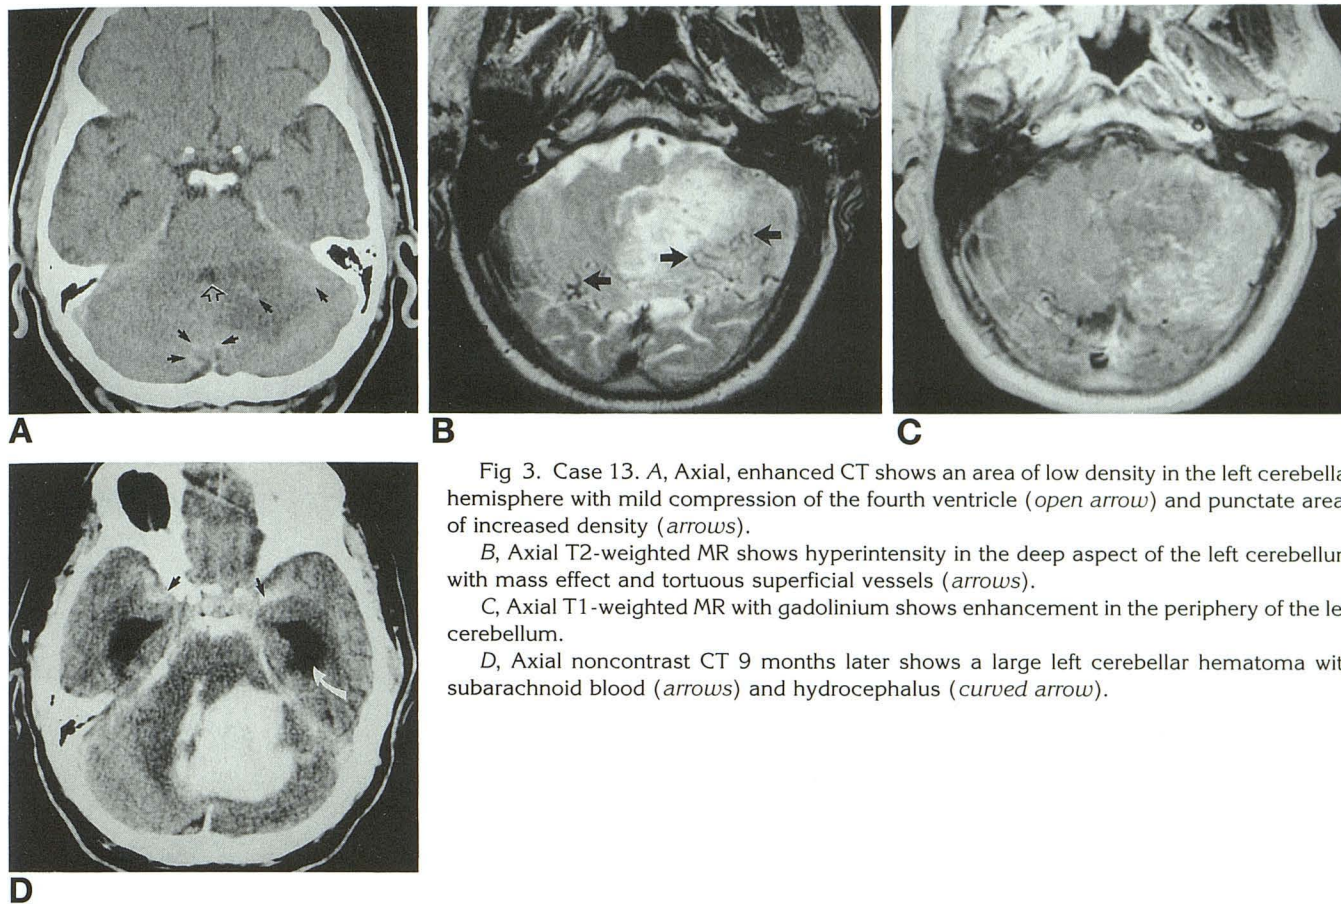 A
B
C
D
Fig 3. Case 13. A, Axial, enhanced CT shows an area of low density in the left cerebella
hemisphere with mild compression of the fourth ventricle (open arrow) and punctate area
of increased density (arrows).
B, Axial T2-weighted MR shows hyperintensity in the deep aspect of the left cerebellum
with mass effect and tortuous superficial vessels (arrows).
C, Axial T1-weighted MR with gadolinium shows enhancement in the periphery of the le
cerebellum.
D, Axial noncontrast CT 9 months later shows a large left cerebellar hematoma wit
subarachnoid blood (arrows) and hydrocephalus (curved arrow).